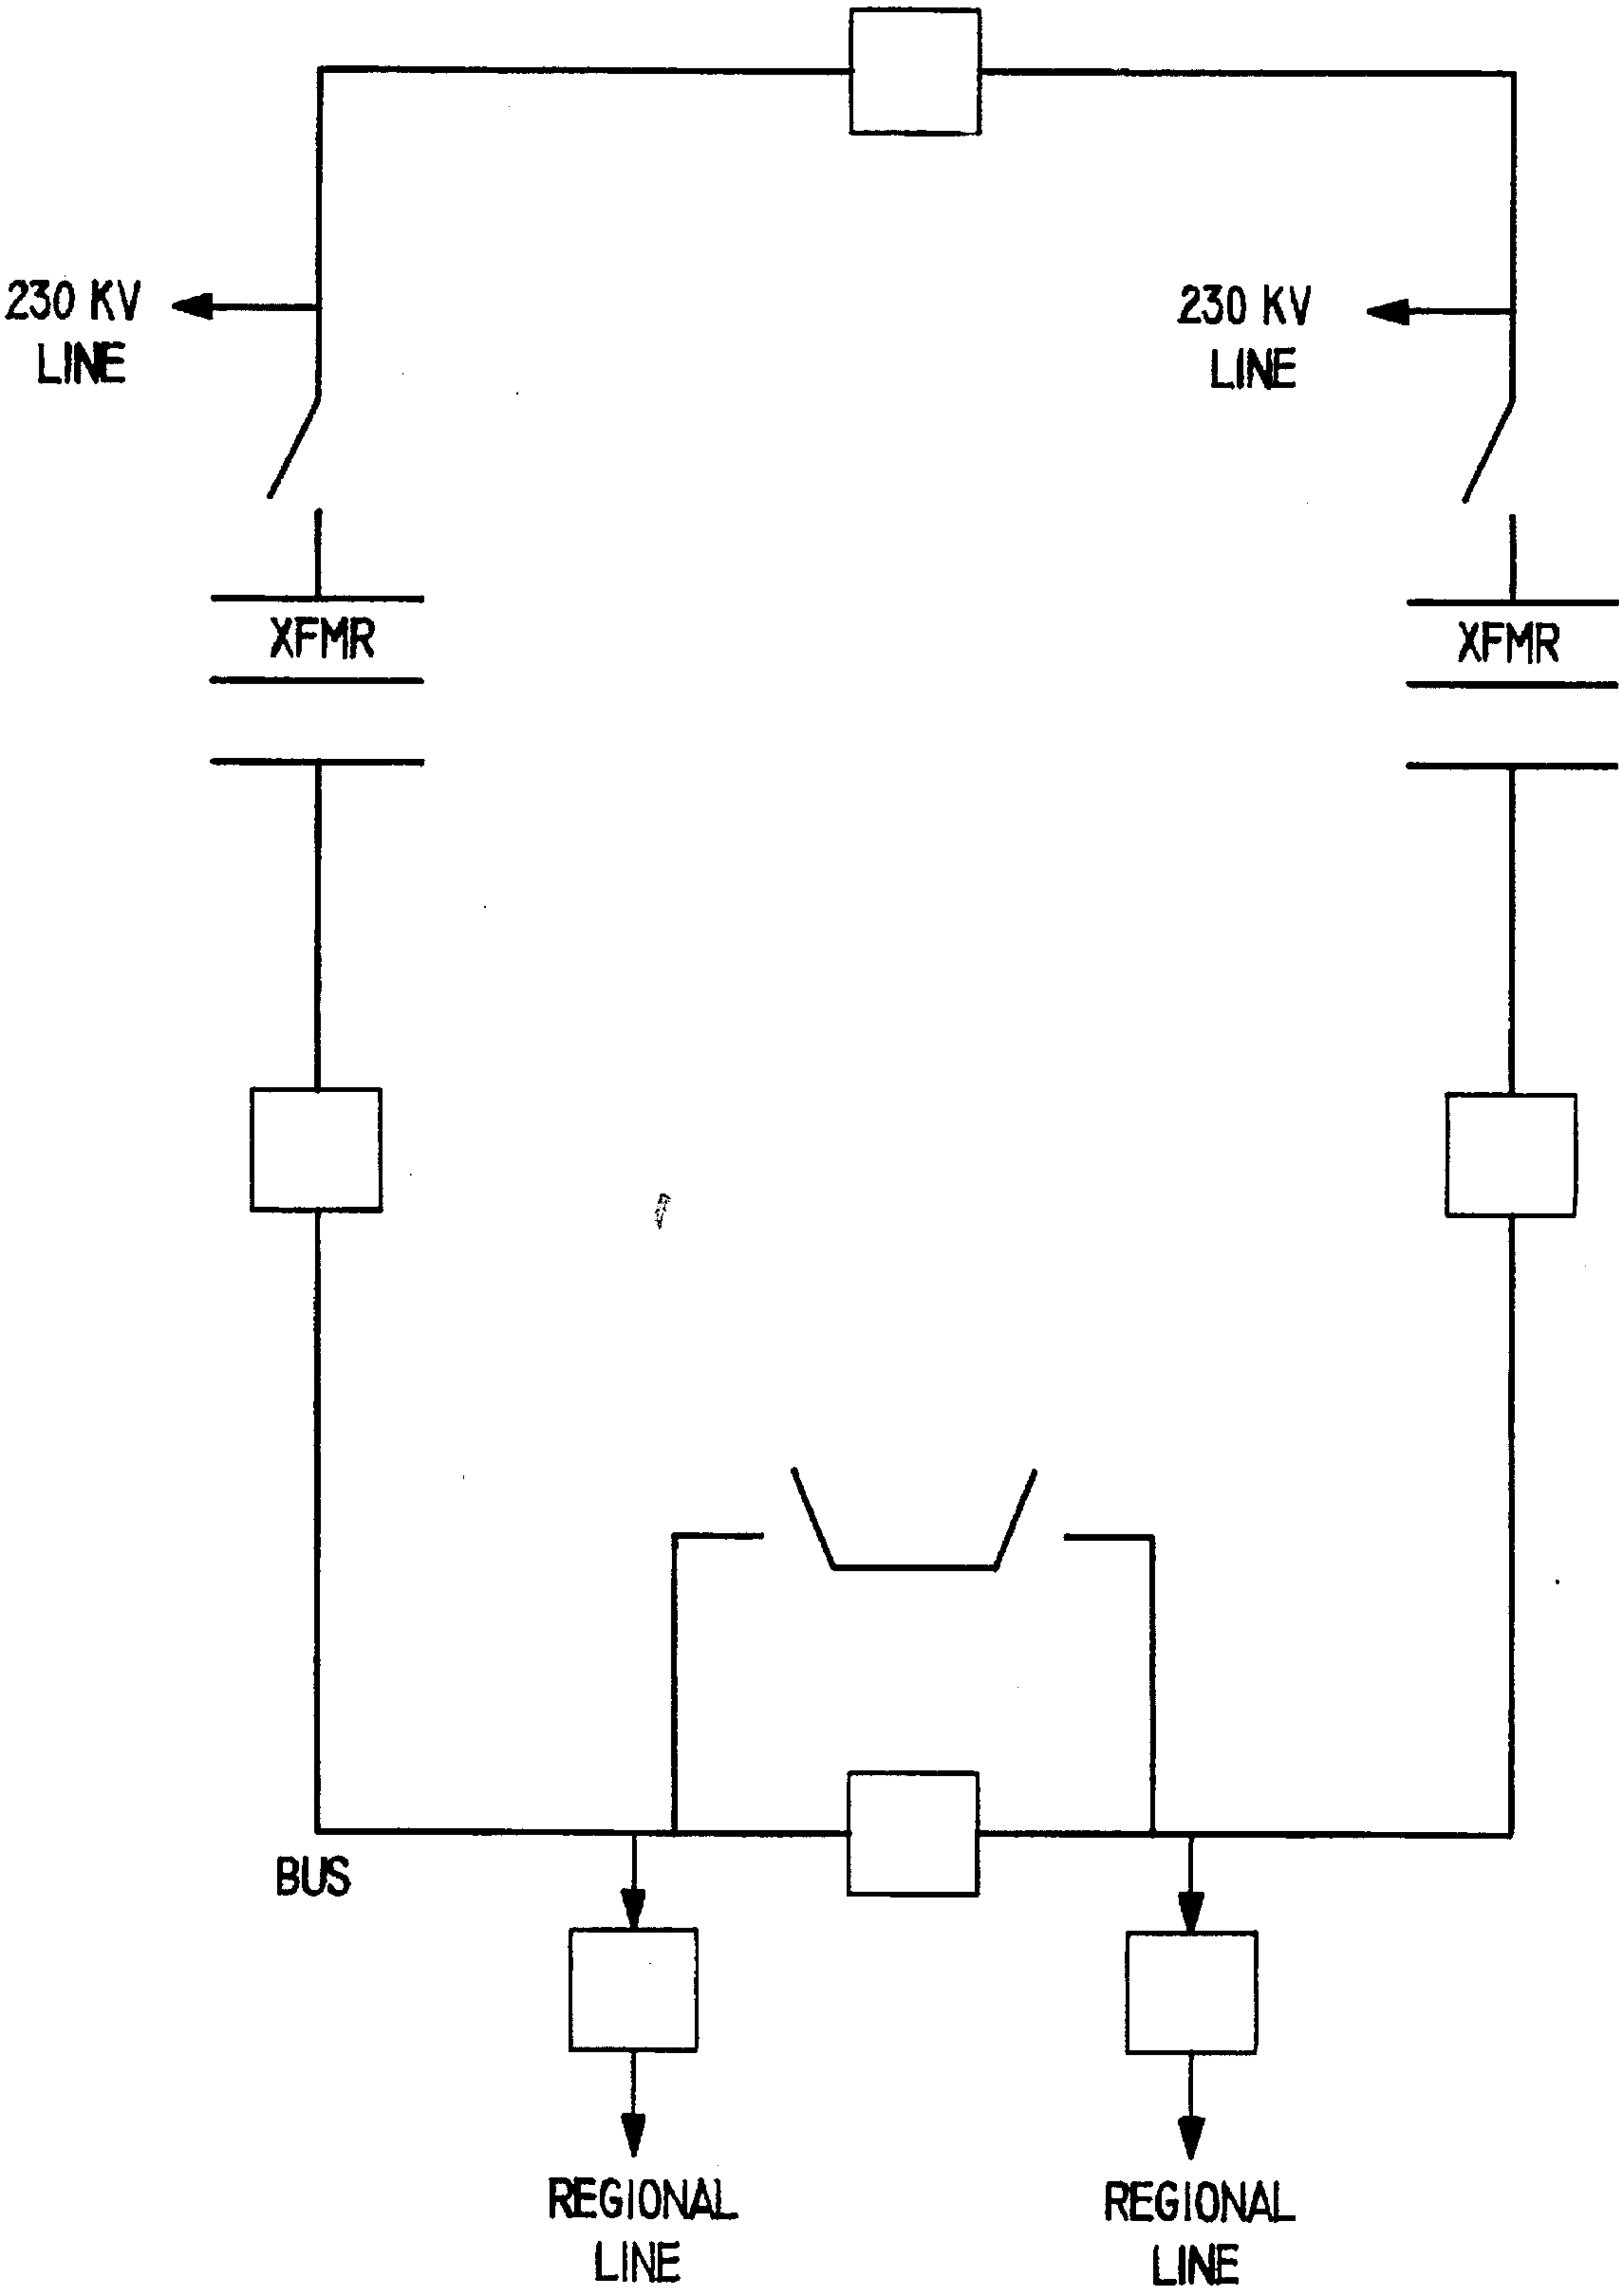 230 KV
LINE
230 KV
LINE
XFMR
XFMR
BUS
REGIONAL
LINE
REGIONAL
LINE